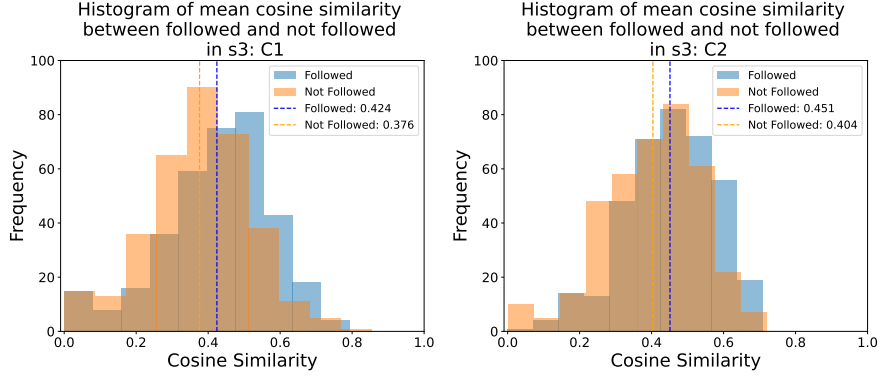 Histogram of mean cosine similarity
between followed and not followed
in s3: C1
Frequency
100
80
60
40
20
0
Followed
Not Followed
Followed: 0.424
Not Followed: 0.376
0.0 0.2 0.4 0.6 0.8 1.0
Cosine Similarity
Histogram of mean cosine similarity
between followed and not followed
in s3: C2
Frequency
100
80
60
40
20
0
Followed
Not Followed
Followed: 0.451
Not Followed: 0.404
0.0 0.2 0.4 0.6 0.8 1.0
Cosine Similarity